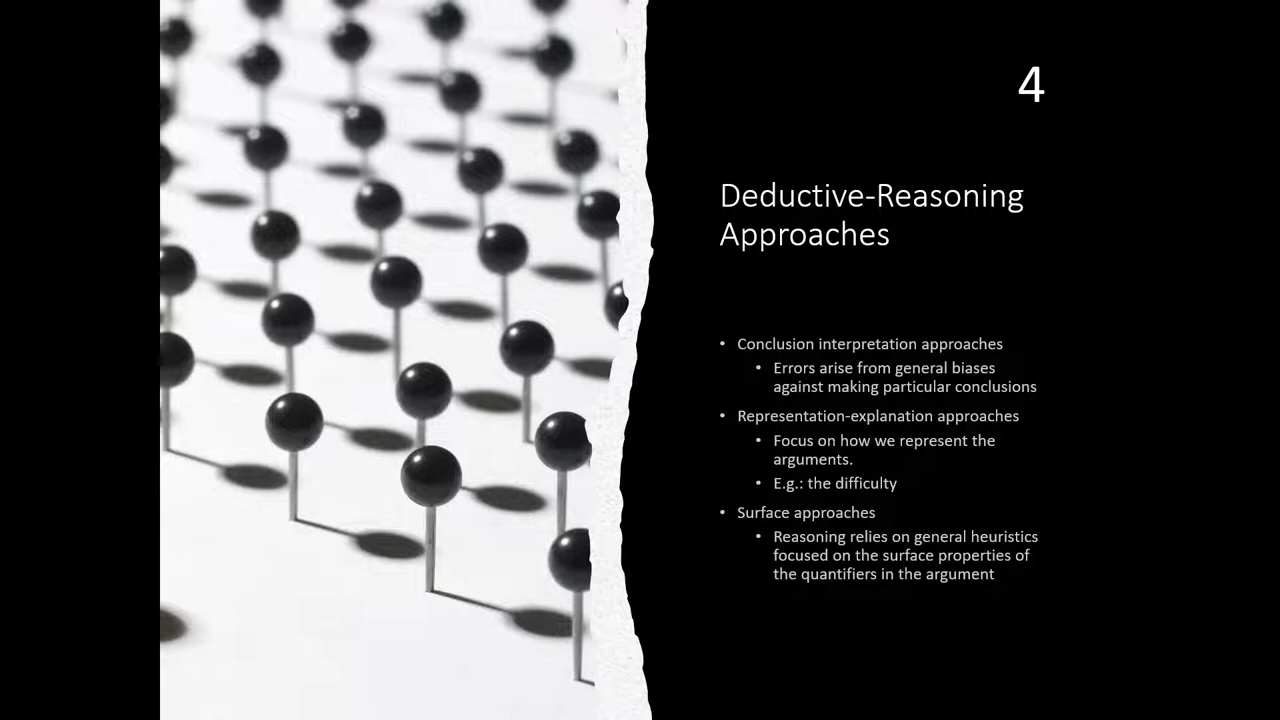 4
Deductive-Reasoning
Approaches
• Conclusion interpretation approaches
• Errors arise from general biases
against making particular conclusions
• Representation-explanation approaches
• Focus on how we represent the
arguments.
• E.g.: the difficulty
• Surface approaches
• Reasoning relies on general heuristics
focused on the surface properties of
the quantifiers in the argument